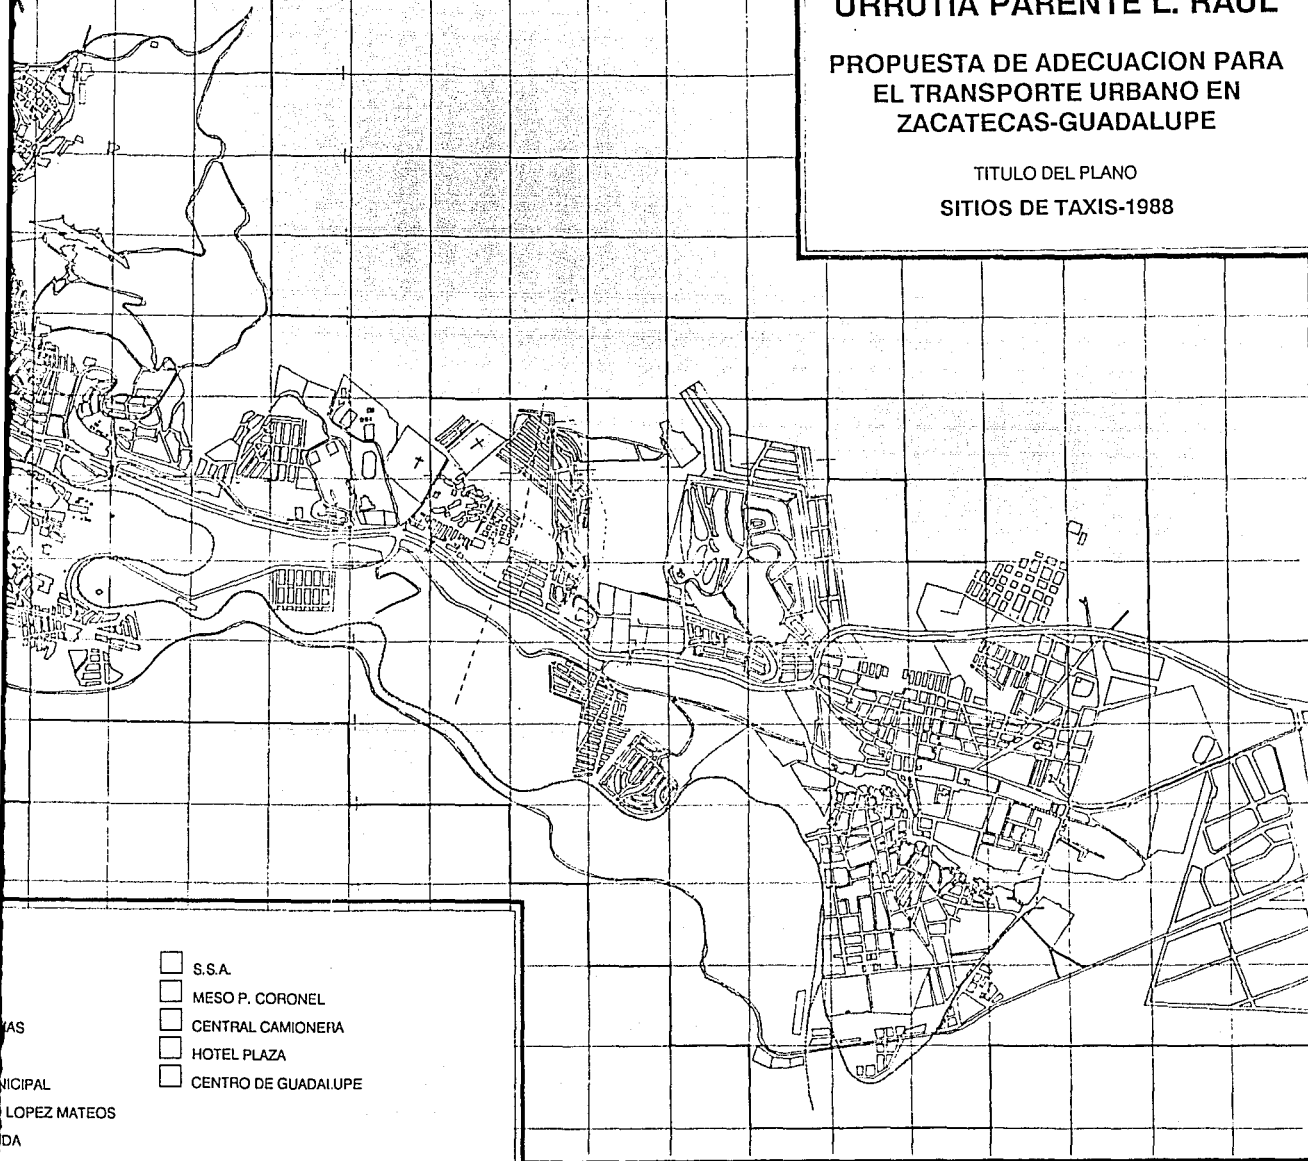 URRUTIA PARENTE L. RAUL
PROPUESTA DE ADECUACION PARA
EL TRANSPORTE URBANO EN
ZACATECAS-GUADALUPE
TITULO DEL PLANO
SITIOS DE TAXIS-1988
S.S.A.
MESO P. CORONEL
CENTRAL CAMIONERA
HOTEL PLAZA
CENTRO DE GUADALUPE
LOPEZ MATEOS